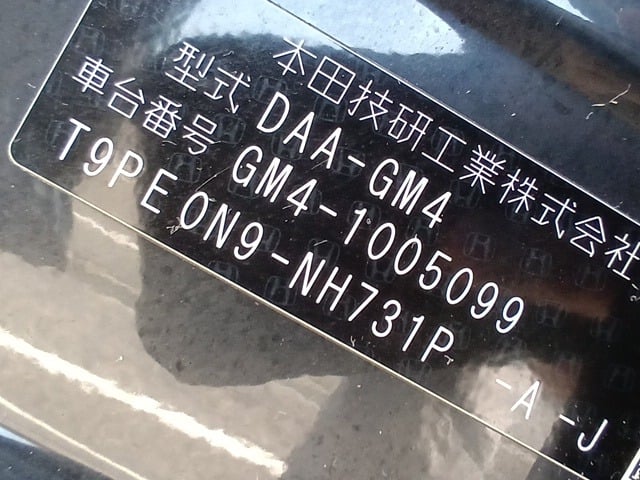 本田技研工業株式会社
型式 DAA-GM4
車台番号 GM4-1005099
T9PE 0N9-NH731P -A -J